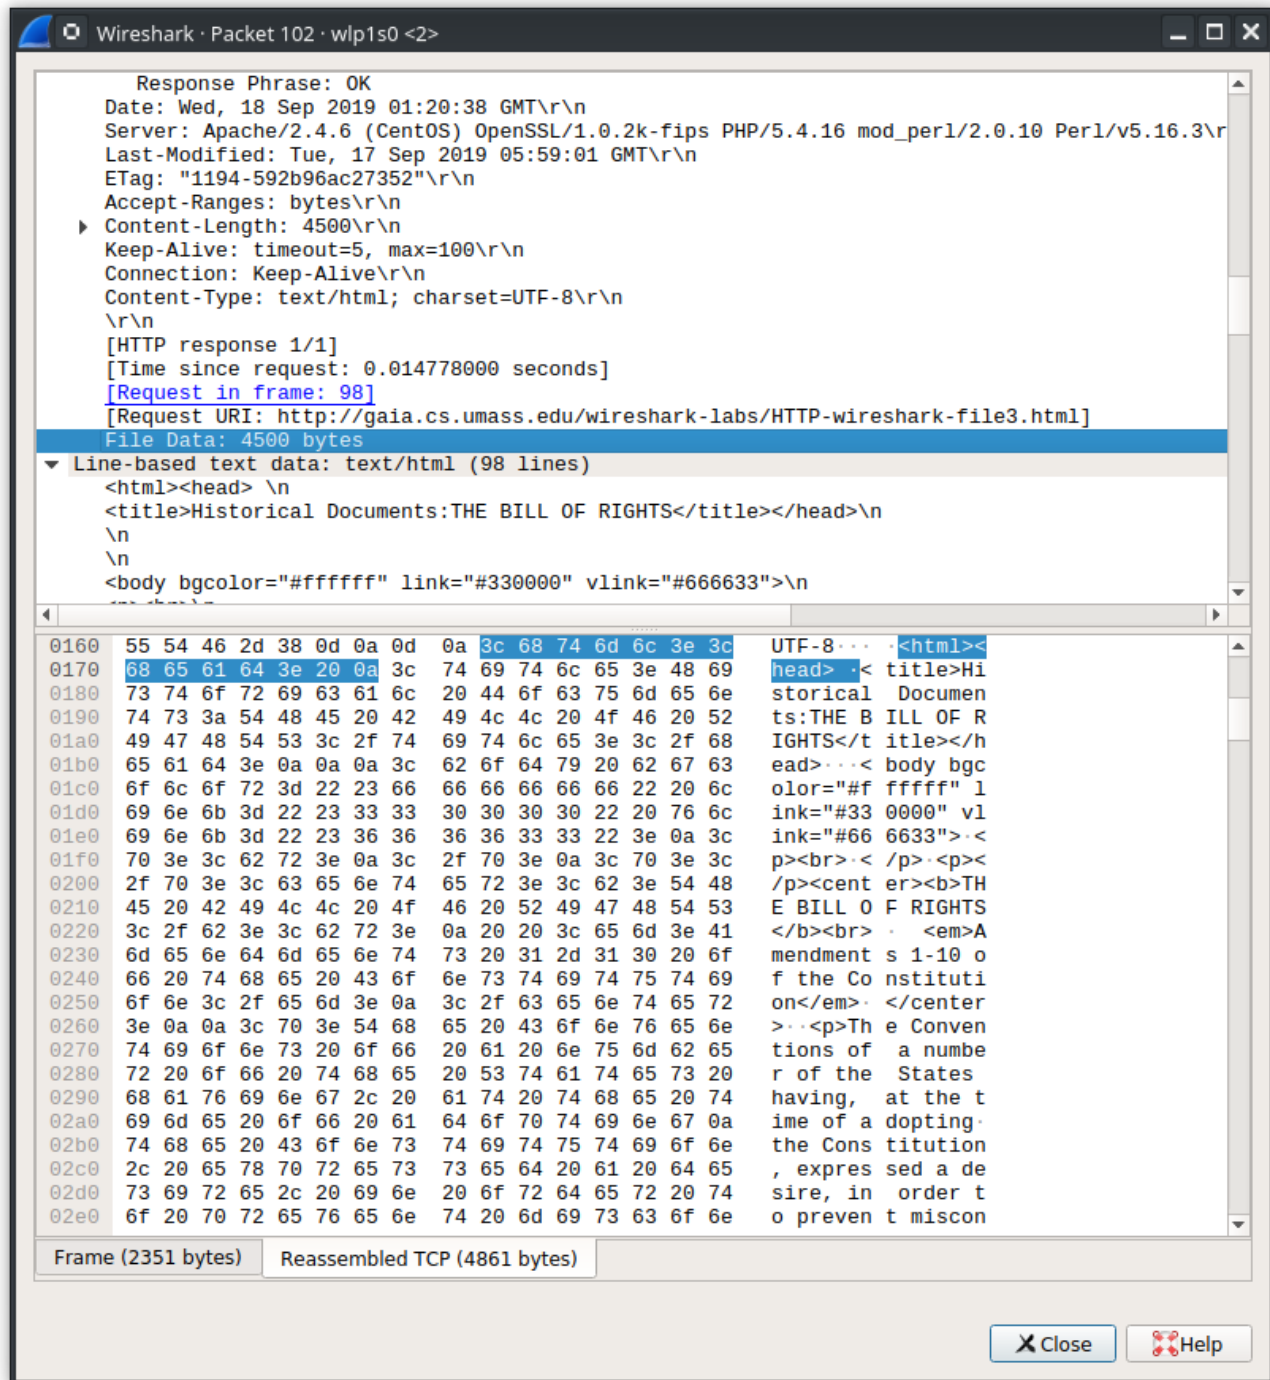 Wireshark · Packet 102 · wlp1s0 <2>
Response Phrase: OK
Date: Wed, 18 Sep 2019 01:20:38 GMT\r\n
Server: Apache/2.4.6 (CentOS) OpenSSL/1.0.2k-fips PHP/5.4.16 mod_perl/2.0.10 Perl/v5.16.3\r
Last-Modified: Tue, 17 Sep 2019 05:59:01 GMT\r\n
ETag: "1194-592b96ac27352"\r\n
Accept-Ranges: bytes\r\n
Content-Length: 4500\r\n
Keep-Alive: timeout=5, max=100\r\n
Connection: Keep-Alive\r\n
Content-Type: text/html; charset=UTF-8\r\n
\r\n
[HTTP response 1/1]
[Time since request: 0.014778000 seconds]
[Request in frame: 98]
[Request URI: http://gaia.cs.umass.edu/wireshark-labs/HTTP-wireshark-file3.html]
File Data: 4500 bytes
Line-based text data: text/html (98 lines)
<html><head> \n
<title>Historical Documents:THE BILL OF RIGHTS</title></head>\n
\n
\n
<body bgcolor="#ffffff" link="#330000" vlink="#666633">\n
0160 55 54 46 2d 38 0d 0a 0d 0a 3c 68 74 6d 6c 3e 3c UTF-8··· ·<html><
0170 68 65 61 64 3e 20 0a 3c 74 69 74 6c 65 3e 48 69 head> ·< title>Hi
0180 73 74 6f 72 69 63 61 6c 20 44 6f 63 75 6d 65 6e storical Documen
0190 74 73 3a 54 48 45 20 42 49 4c 4c 20 4f 46 20 52 ts:THE B ILL OF R
01a0 49 47 48 54 53 3c 2f 74 69 74 6c 65 3e 3c 2f 68 IGHTS</t itle></h
01b0 65 61 64 3e 0a 0a 0a 3c 62 6f 64 79 20 62 67 63 ead>···< body bgc
01c0 6f 6c 6f 72 3d 22 23 66 66 66 66 66 66 22 20 6c olor="#f fffff" l
01d0 69 6e 6b 3d 22 23 33 33 30 30 30 30 22 20 76 6c ink="#33 0000" vl
01e0 69 6e 6b 3d 22 23 36 36 36 36 33 33 22 3e 0a 3c ink="#66 6633">·<
01f0 70 3e 3c 62 72 3e 0a 3c 2f 70 3e 0a 3c 70 3e 3c p><br>·< /p>·<p><
0200 2f 70 3e 3c 63 65 6e 74 65 72 3e 3c 62 3e 54 48 /p><cent er><b>TH
0210 45 20 42 49 4c 4c 20 4f 46 20 52 49 47 48 54 53 E BILL O F RIGHTS
0220 3c 2f 62 3e 3c 62 72 3e 0a 20 20 3c 65 6d 3e 41 </b><br> · <em>A
0230 6d 65 6e 64 6d 65 6e 74 73 20 31 2d 31 30 20 6f mendment s 1-10 o
0240 66 20 74 68 65 20 43 6f 6e 73 74 69 74 75 74 69 f the Co nstituti
0250 6f 6e 3c 2f 65 6d 3e 0a 3c 2f 63 65 6e 74 65 72 on</em>· </center
0260 3e 0a 0a 3c 70 3e 54 68 65 20 43 6f 6e 76 65 6e >··<p>Th e Conven
0270 74 69 6f 6e 73 20 6f 66 20 61 20 6e 75 6d 62 65 tions of a numbe
0280 72 20 6f 66 20 74 68 65 20 53 74 61 74 65 73 20 r of the States
0290 68 61 76 69 6e 67 2c 20 61 74 20 74 68 65 20 74 having, at the t
02a0 69 6d 65 20 6f 66 20 61 64 6f 70 74 69 6e 67 0a ime of a dopting·
02b0 74 68 65 20 43 6f 6e 73 74 69 74 75 74 69 6f 6e the Cons titution
02c0 2c 20 65 78 70 72 65 73 73 65 64 20 61 20 64 65 , expres sed a de
02d0 73 69 72 65 2c 20 69 6e 20 6f 72 64 65 72 20 74 sire, in order t
02e0 6f 20 70 72 65 76 65 6e 74 20 6d 69 73 63 6f 6e o preven t miscon
Frame (2351 bytes) Reassembled TCP (4861 bytes)
Close Help